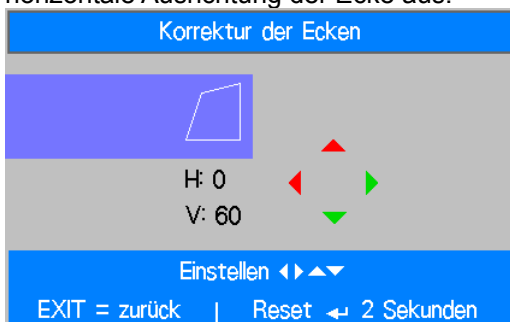 horizontale Ausrichtung der Ecke aus.
Korrektur der Ecken
H: 0
V: 60
Einstellen ◀▶▲▼
EXIT = zurück | Reset ↵ 2 Sekunden